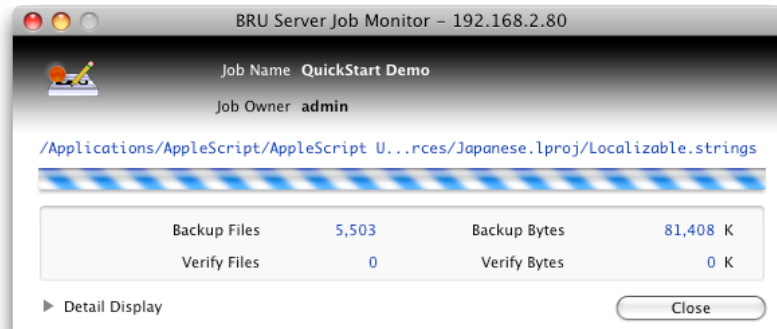 BRU Server Job Monitor – 192.168.2.80
Job Name QuickStart Demo
Job Owner admin
/Applications/AppleScript/AppleScript U...rces/Japanese.lproj/Localizable.strings
Backup Files 5,503 Backup Bytes 81,408 K
Verify Files 0 Verify Bytes 0 K
Detail Display Close